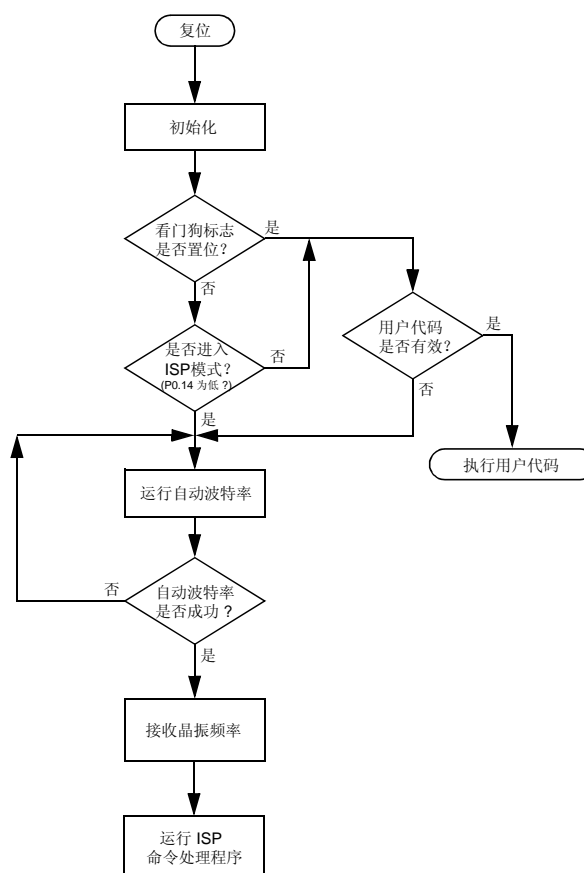 复位
初始化
看门狗标志
是否置位?
是
否
是否进入
ISP模式?
(P0.14 为低 ?)
否
是
用户代码
是否有效?
是
否
执行用户代码
运行自动波特率
自动波特率
是否成功 ?
否
是
接收晶振频率
运行 ISP
命令处理程序